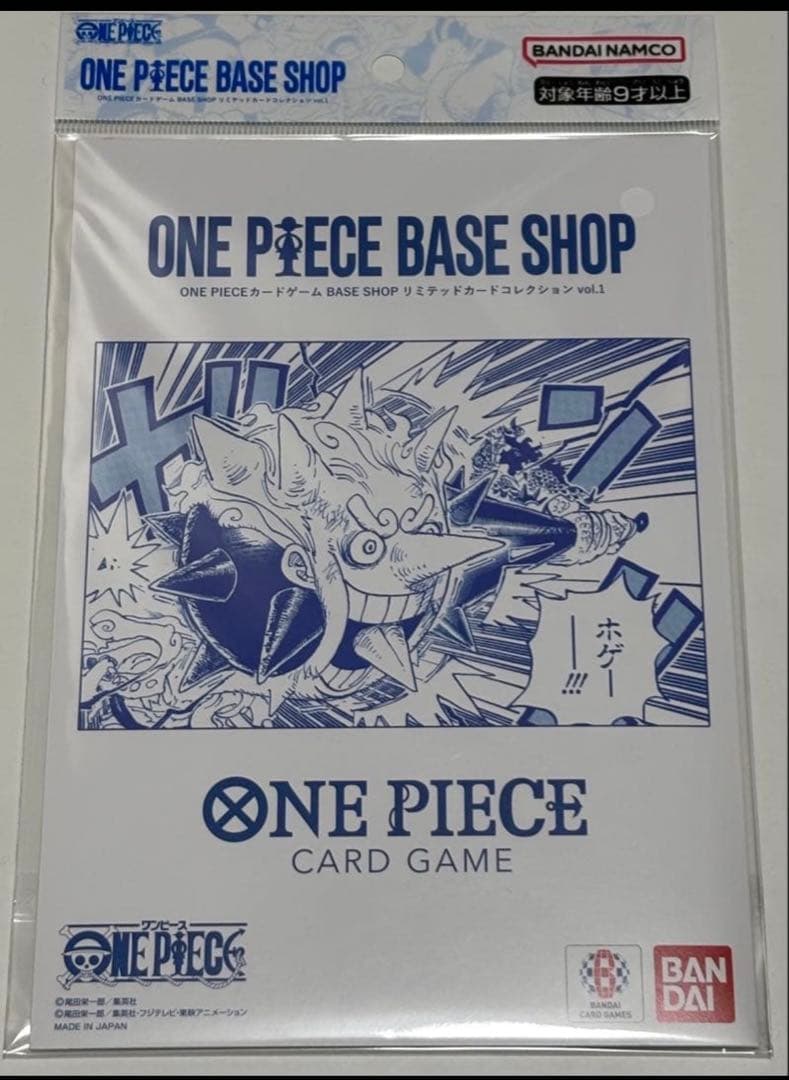 ONE PIECE
BANDAI NAMCO
ONE PIECE BASE SHOP
ONE PIECE カードゲーム BASE SHOP リミテッドカードコレクション vol.1
対象年齢9才以上
ONE PIECE BASE SHOP
ONE PIECEカードゲーム BASE SHOP リミテッドカードコレクション vol.1
ホゲー
ー!!!
ONE PIECE
CARD GAME
ワンピース
ONE PIECE
©尾田栄一郎/集英社
©尾田栄一郎/集英社・フジテレビ・東映アニメーション
MADE IN JAPAN
BANDAI
CARD GAMES
BAN
DAI